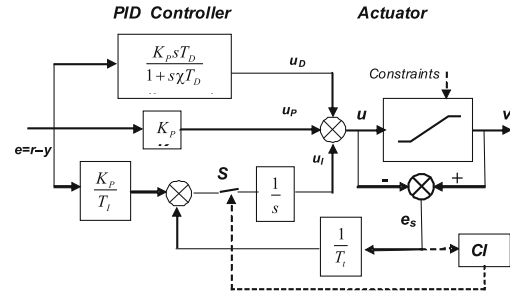 PID Controller
Actuator
K_P sT_D
1+sχT_D
u_D
Constraints
u_P
u
v
K_P
e=r–y
u_I
K_P
T_I
S
1
s
-
+
e_s
1
T_t
CI